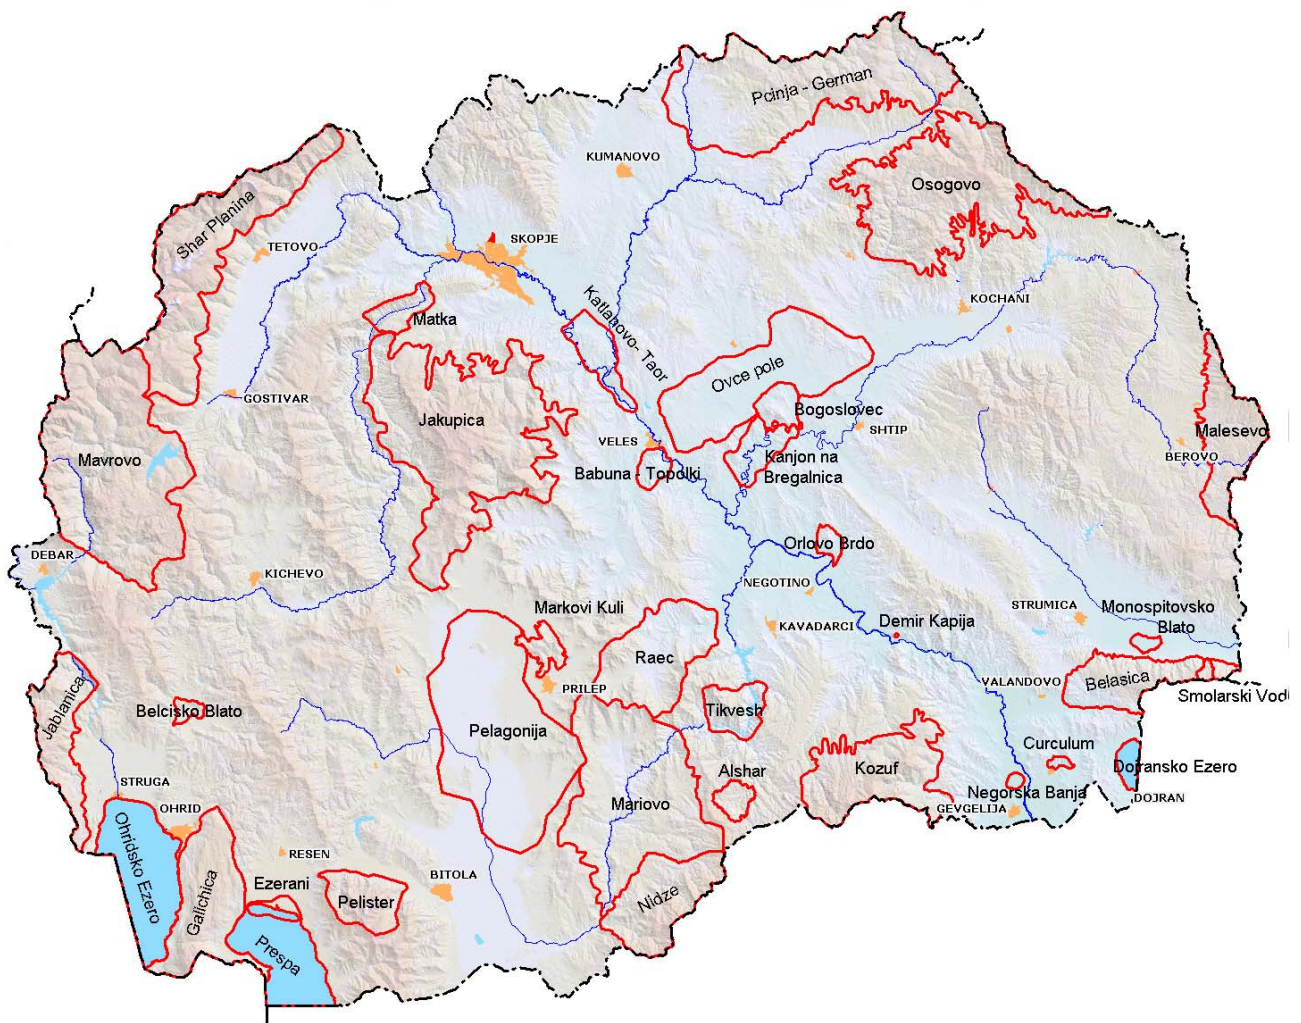 Pcinja - German
KUMANOVO
Osogovo
Shar Planina
TETOVO
SKOPJE
KOCHANI
Katlanovo- Taor
Matka
Ovce pole
GOSTIVAR
Bogoslovec
Jakupica
SHTIP
Malesevo
VELES
Mavrovo
BEROVO
Kanjon na
Bregalnica
Babuna - Topolki
Orlovo Brdo
DEBAR
KICHEVO
NEGOTINO
Markovi Kuli
STRUMICA
Monospitovsko
Blato
Demir Kapija
KAVADARCI
Raec
PRILEP
VALANDOVO
Belasica
Smolarski Vod
Jablanica
Belcisko Blato
Tikvesh
Pelagonija
Curculum
Alshar
Kozuf
Dojransko Ezero
STRUGA
Negorska Banja
DOJRAN
OHRID
Mariovo
GEVGELIJA
RESEN
Ohridsko Ezero
BITOLA
Ezerani
Galichica
Pelister
Nidze
Prespa